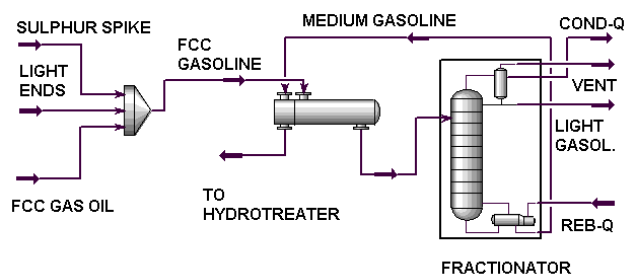 SULPHUR SPIKE
LIGHT
ENDS
FCC GAS OIL
FCC
GASOLINE
MEDIUM GASOLINE
TO
HYDROTREATER
COND-Q
VENT
LIGHT
GASOL.
REB-Q
FRACTIONATOR